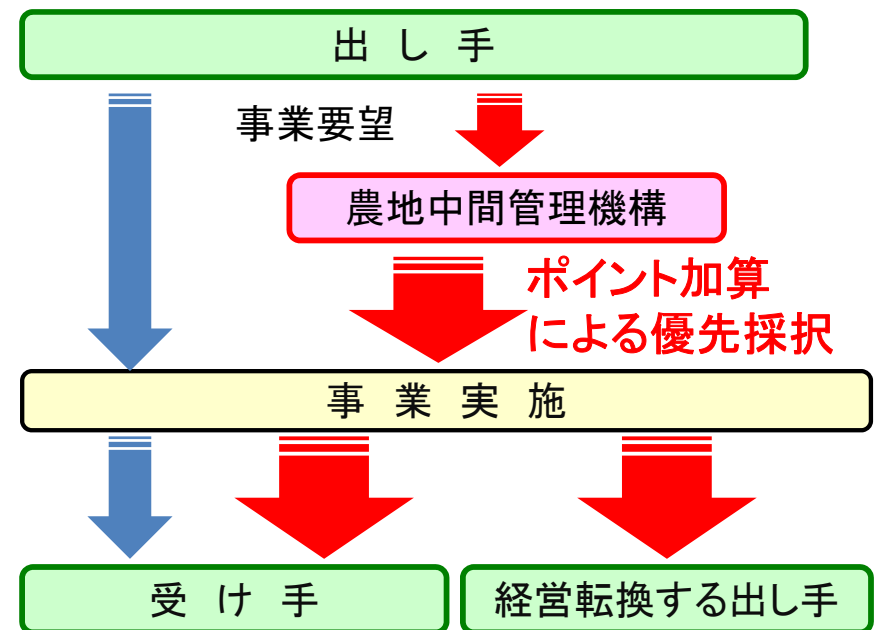 出し手
事業要望
農地中間管理機構
ポイント加算
による優先採択
事業実施
受け手
経営転換する出し手